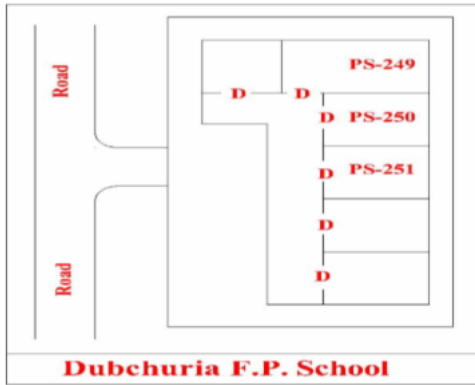 Road
PS-249
D D
D PS-250
D PS-251
D
D
Road
Dubchuria F.P. School